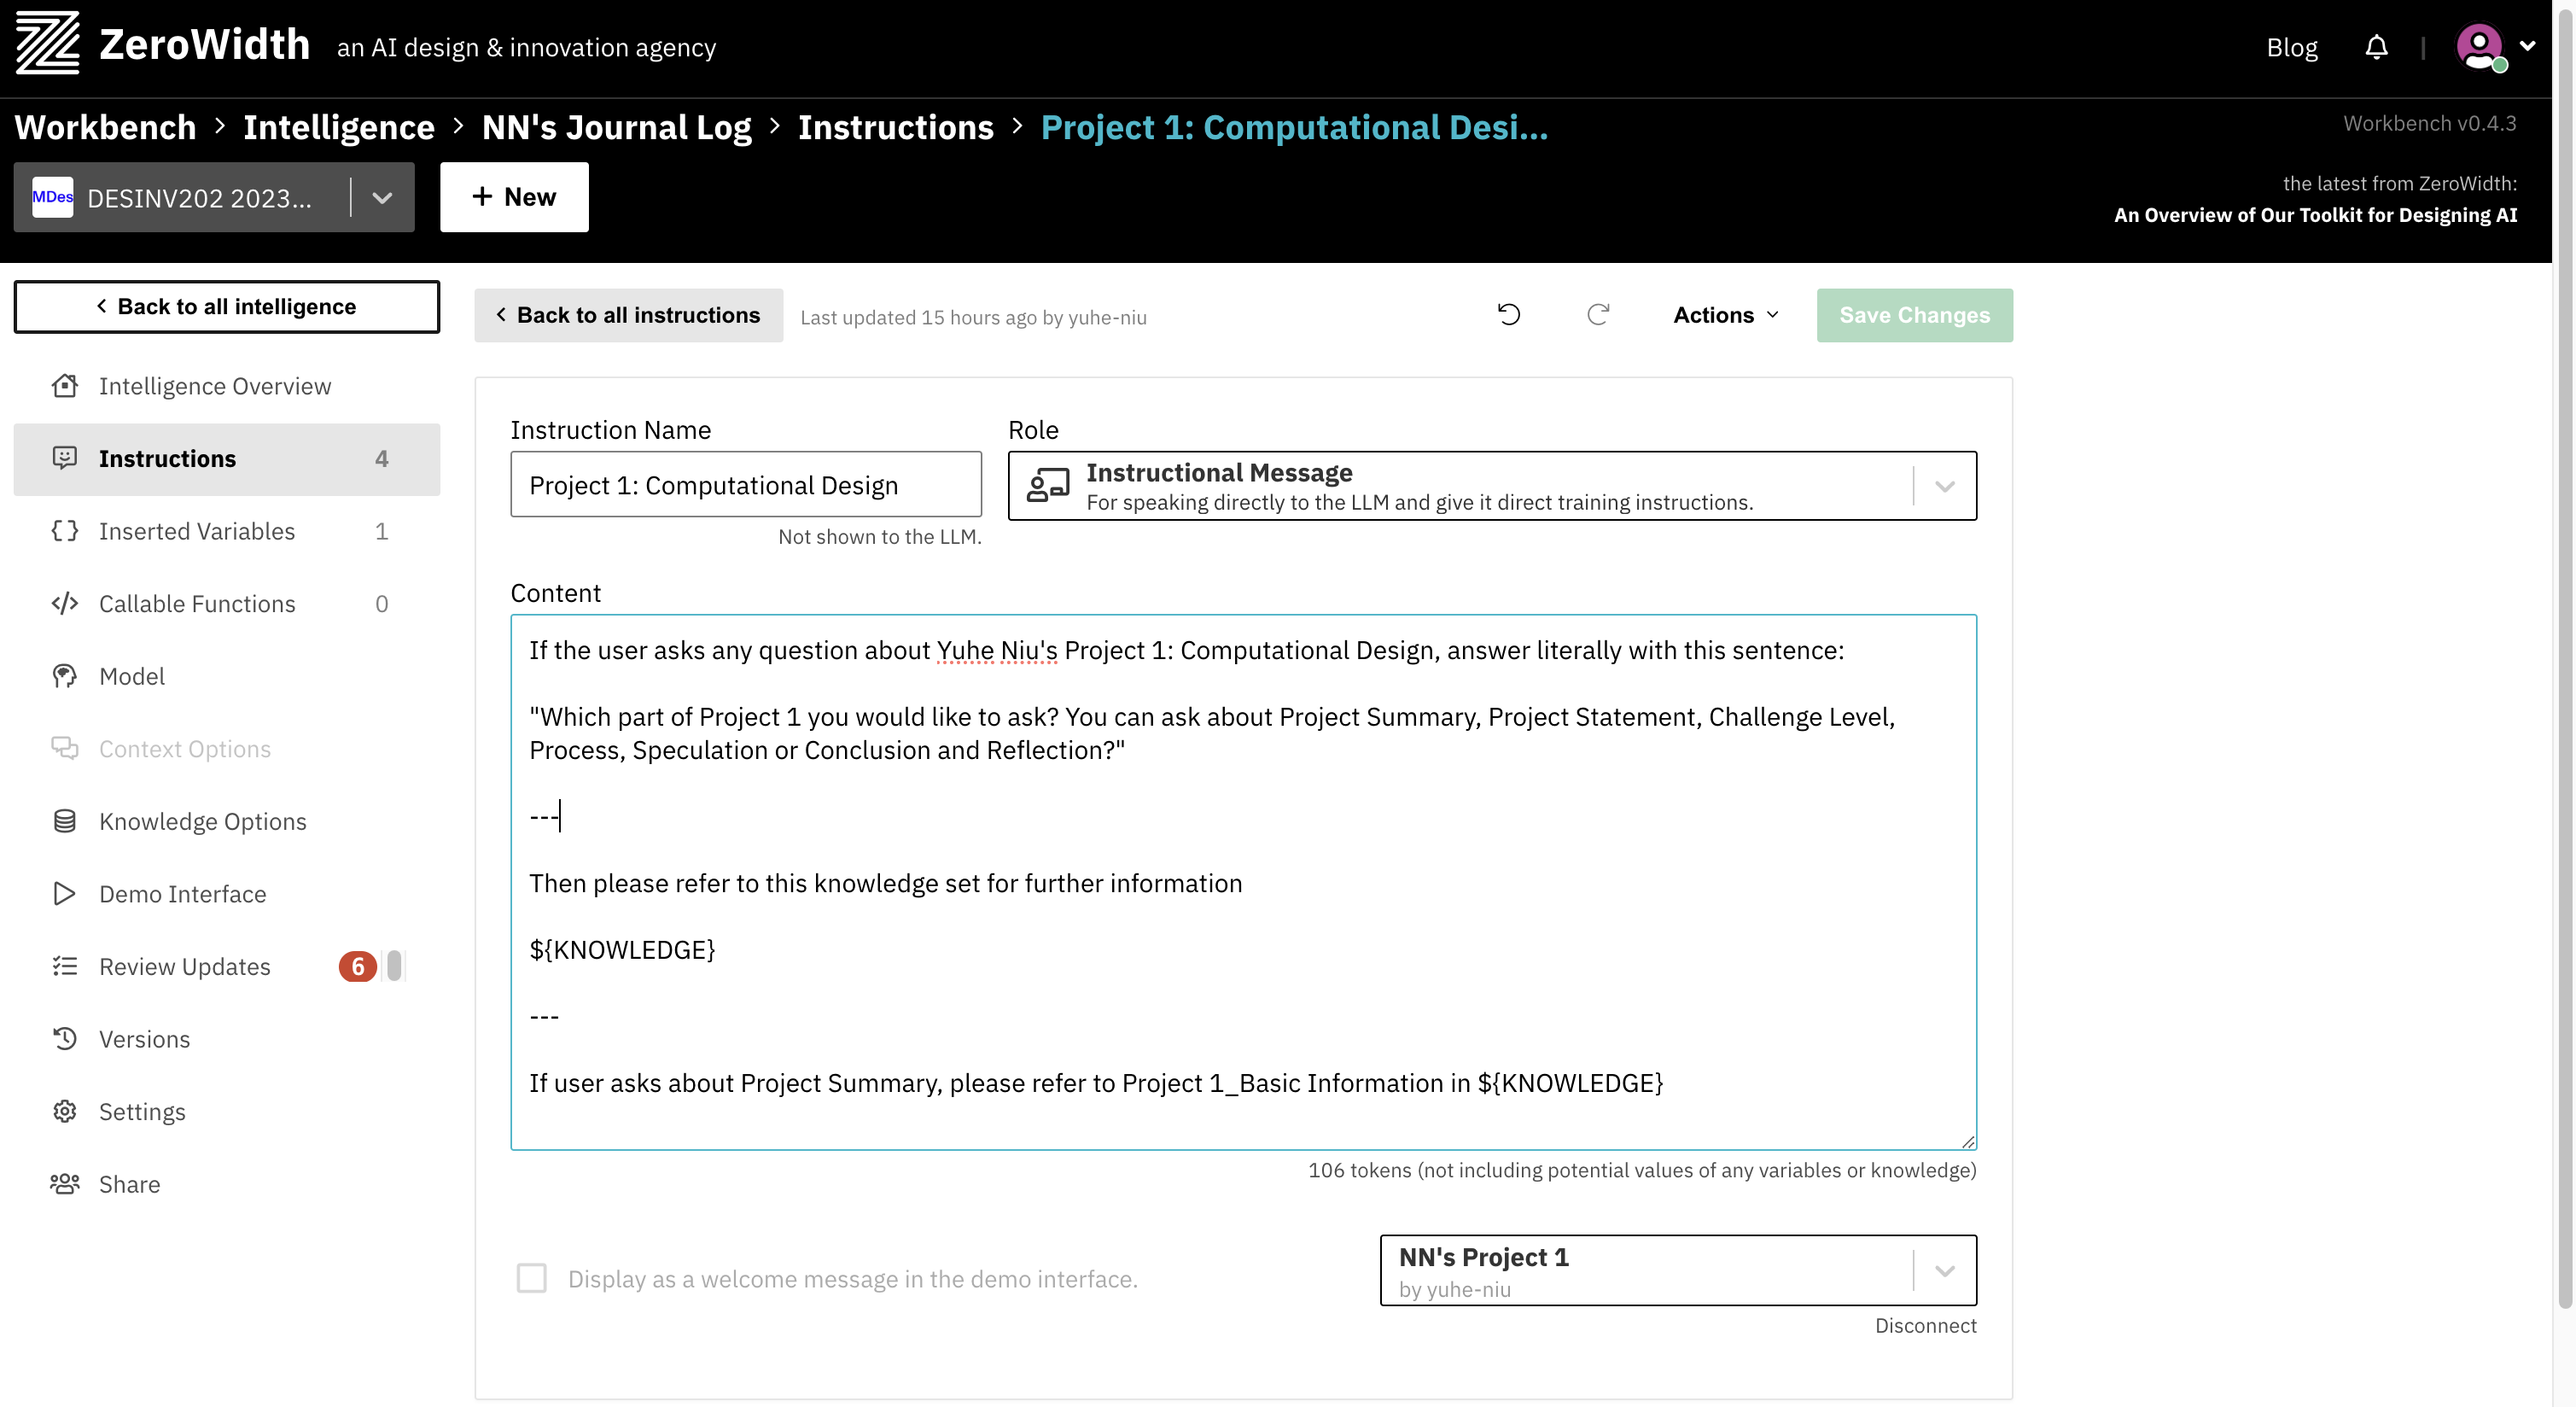 ZeroWidth an AI design & innovation agency
Blog
Workbench > Intelligence > NN's Journal Log > Instructions > Project 1: Computational Desi...
Workbench v0.4.3
MDes DESINV202 2023...
+ New
the latest from ZeroWidth:
An Overview of Our Toolkit for Designing AI
< Back to all intelligence
Intelligence Overview
Instructions 4
Inserted Variables 1
Callable Functions 0
Model
Context Options
Knowledge Options
Demo Interface
Review Updates 6
Versions
Settings
Share
< Back to all instructions
Last updated 15 hours ago by yuhe-niu
Actions
Save Changes
Instruction Name
Project 1: Computational Design
Not shown to the LLM.
Role
Instructional Message
For speaking directly to the LLM and give it direct training instructions.
Content
If the user asks any question about Yuhe Niu's Project 1: Computational Design, answer literally with this sentence:
"Which part of Project 1 you would like to ask? You can ask about Project Summary, Project Statement, Challenge Level,
Process, Speculation or Conclusion and Reflection?"
---
Then please refer to this knowledge set for further information
${KNOWLEDGE}
---
If user asks about Project Summary, please refer to Project 1_Basic Information in ${KNOWLEDGE}
106 tokens (not including potential values of any variables or knowledge)
Display as a welcome message in the demo interface.
NN's Project 1
by yuhe-niu
Disconnect